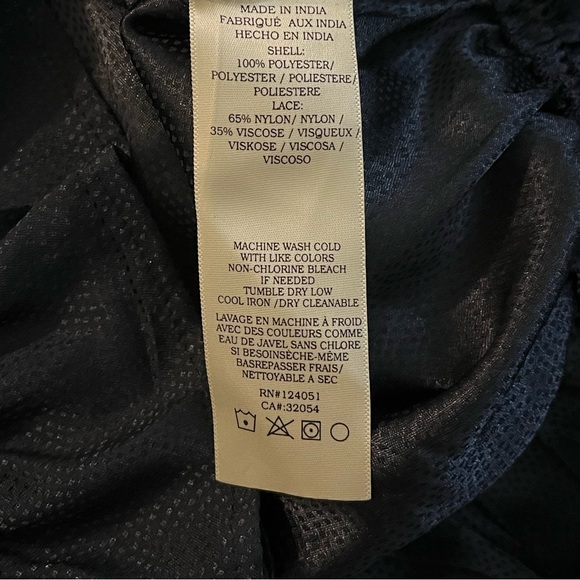 MADE IN INDIA
FABRIQUÉ AUX INDIA
HECHO EN INDIA
SHELL:
100% POLYESTER/
POLYESTER / POLIESTERE/
POLIESTERE
LACE:
65% NYLON/ NYLON /
35% VISCOSE / VISQUEUX /
VISKOSE / VISCOSA /
VISCOSO
MACHINE WASH COLD
WITH LIKE COLORS
NON-CHLORINE BLEACH
IF NEEDED
TUMBLE DRY LOW
COOL IRON /DRY CLEANABLE
LAVAGE EN MACHINE À FROID
AVEC DES COULEURS COMME
EAU DE JAVEL SANS CHLORE
SI BESOINSÈCHE-MÊME
BASREPASSER FRAIS/
NETTOYABLE A SEC
RN#124051
CA#:32054